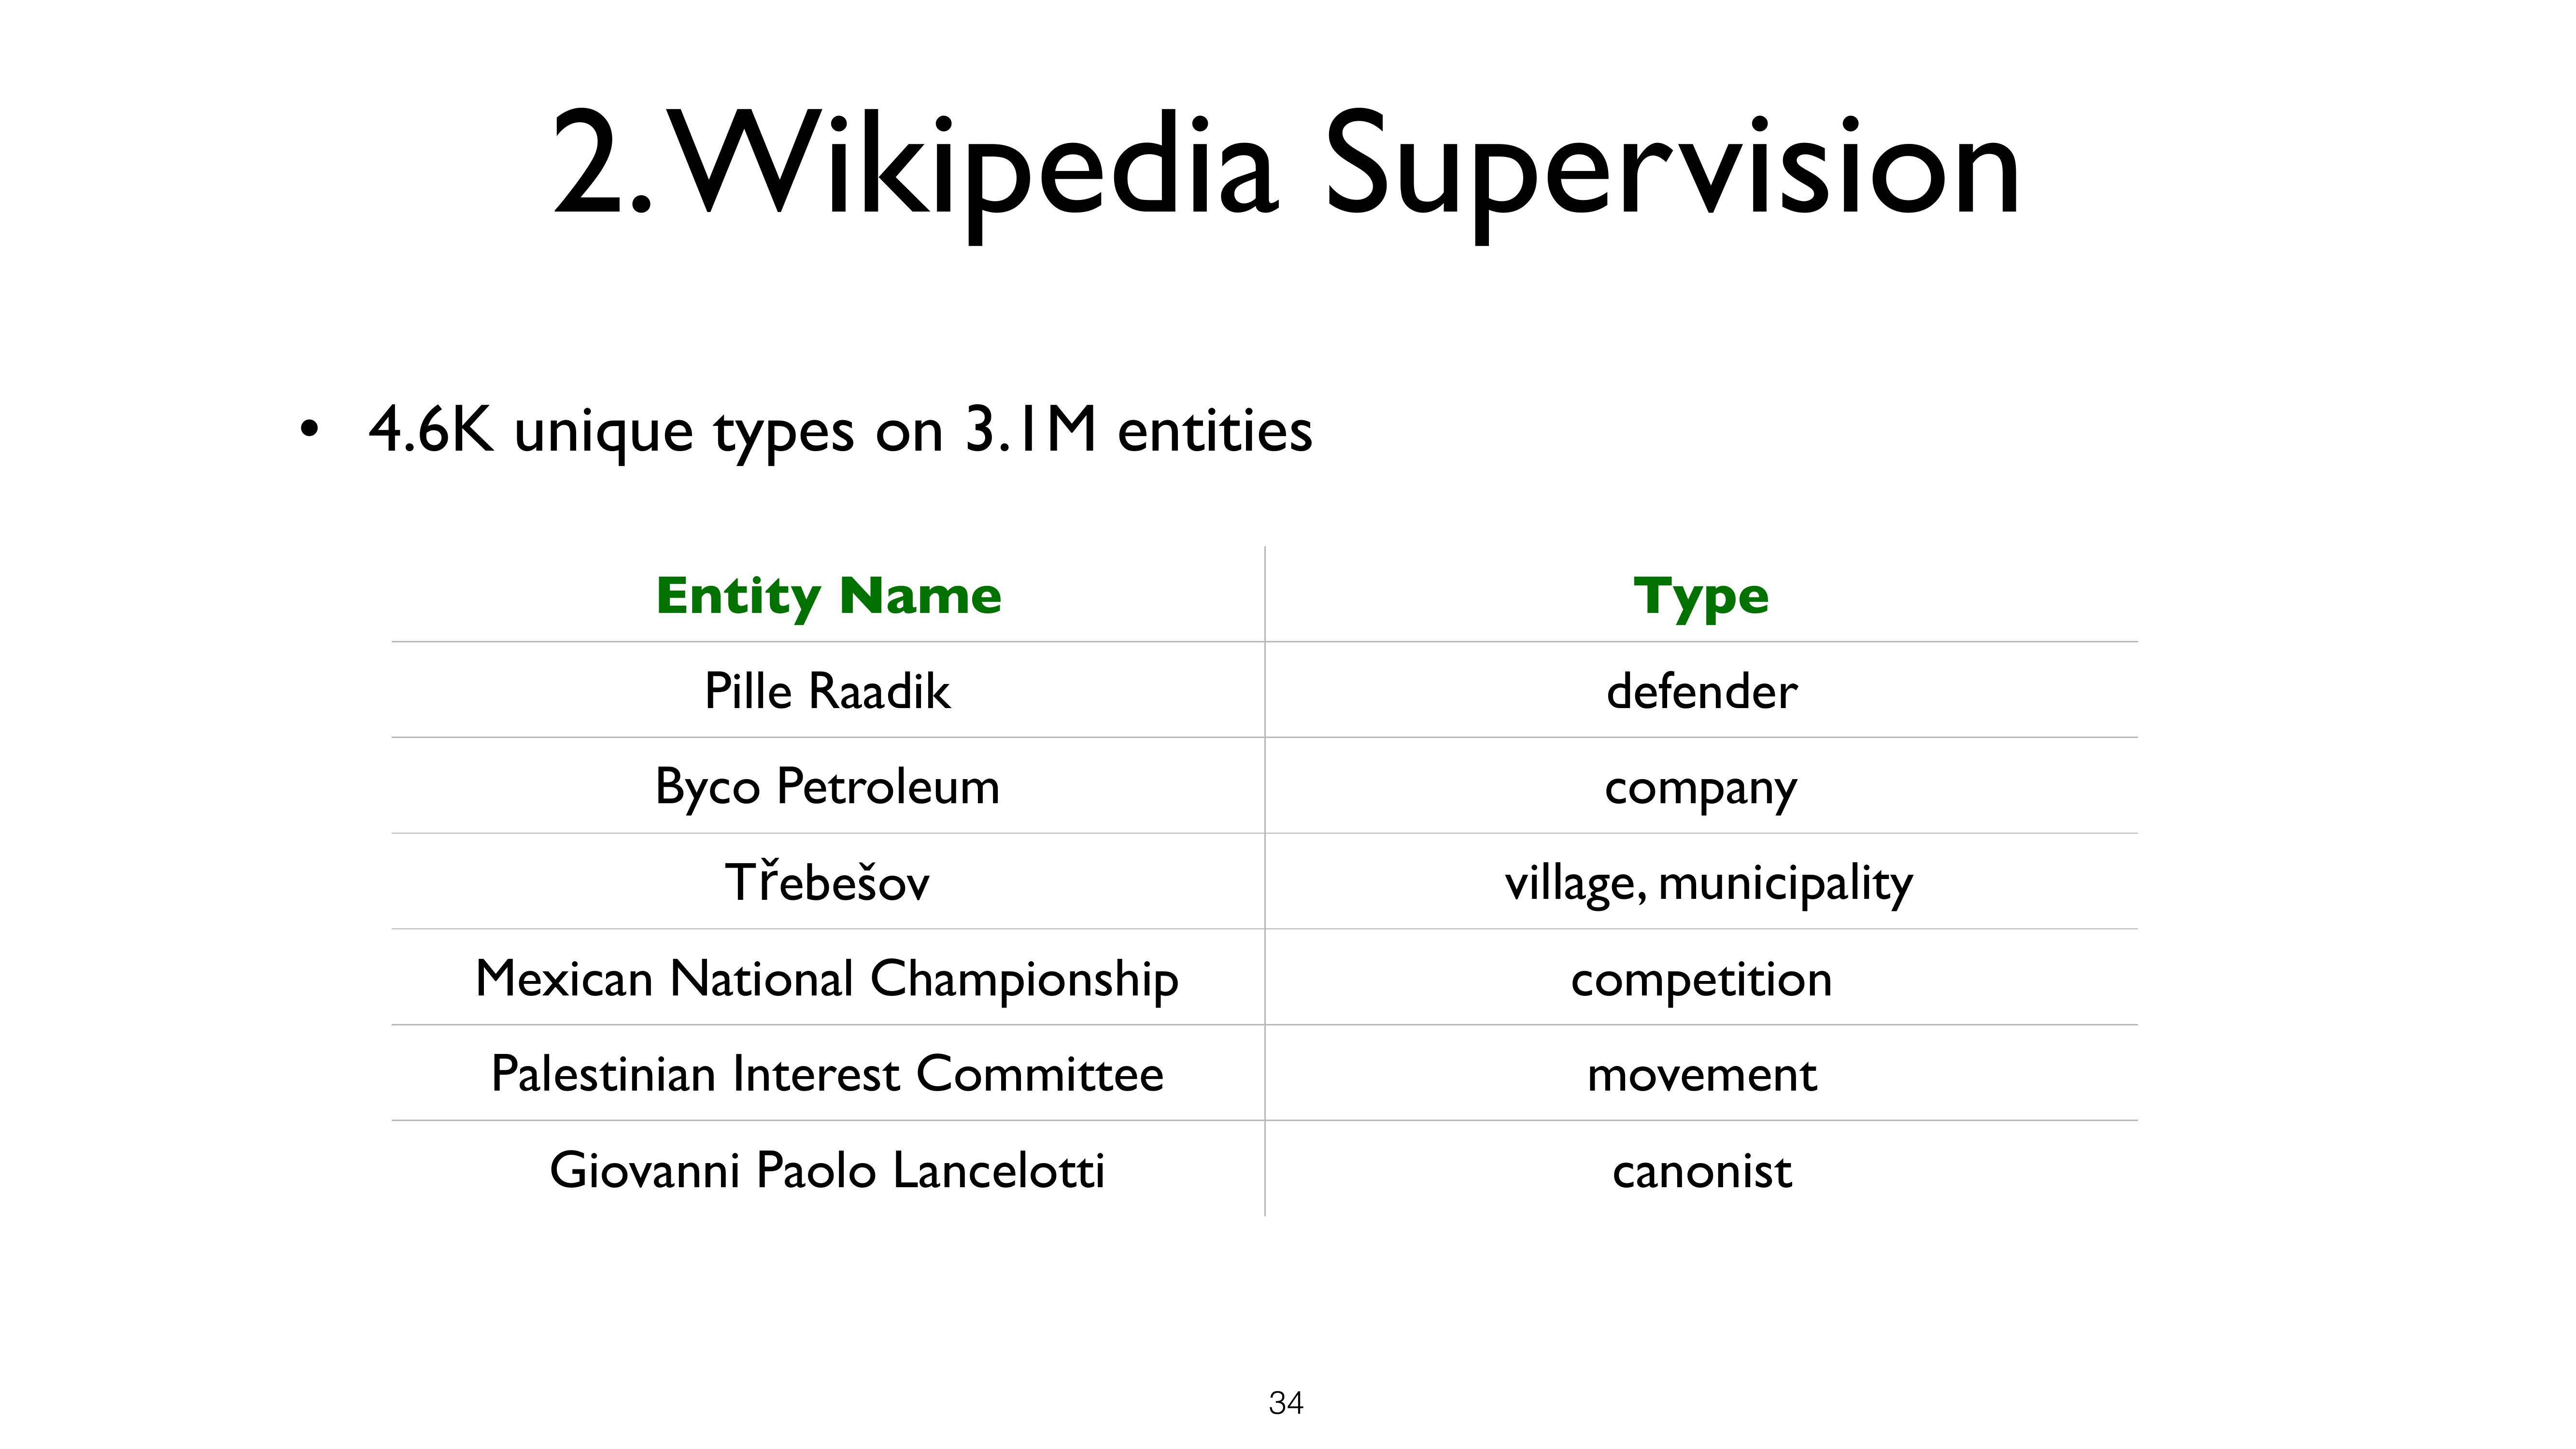 2. Wikipedia Supervision
• 4.6K unique types on 3.1M entities
Entity Name Type
Pille Raadik defender
Byco Petroleum company
Třebešov village, municipality
Mexican National Championship competition
Palestinian Interest Committee movement
Giovanni Paolo Lancelotti canonist
34